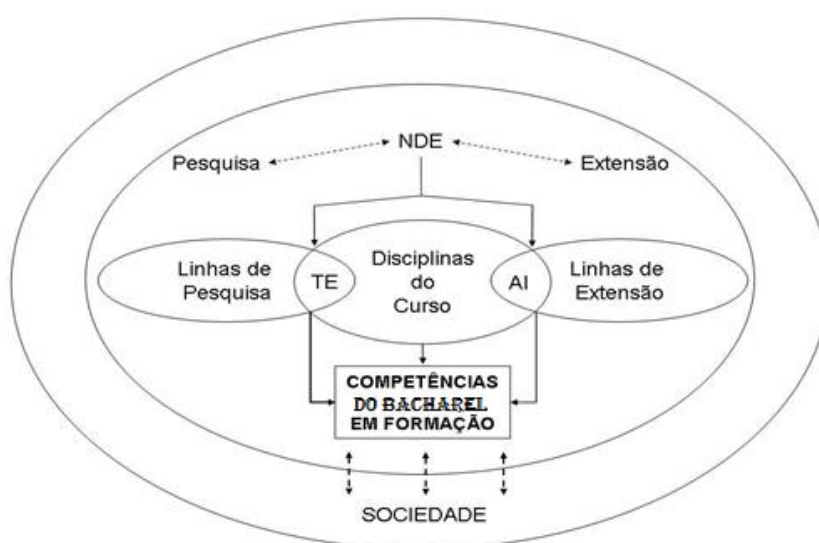 NDE
Pesquisa
Extensão
Linhas de
Pesquisa
TE
Disciplinas
do
Curso
AI
Linhas de
Extensão
COMPETÊNCIAS
DO BACHAREL
EM FORMAÇÃO
SOCIEDADE